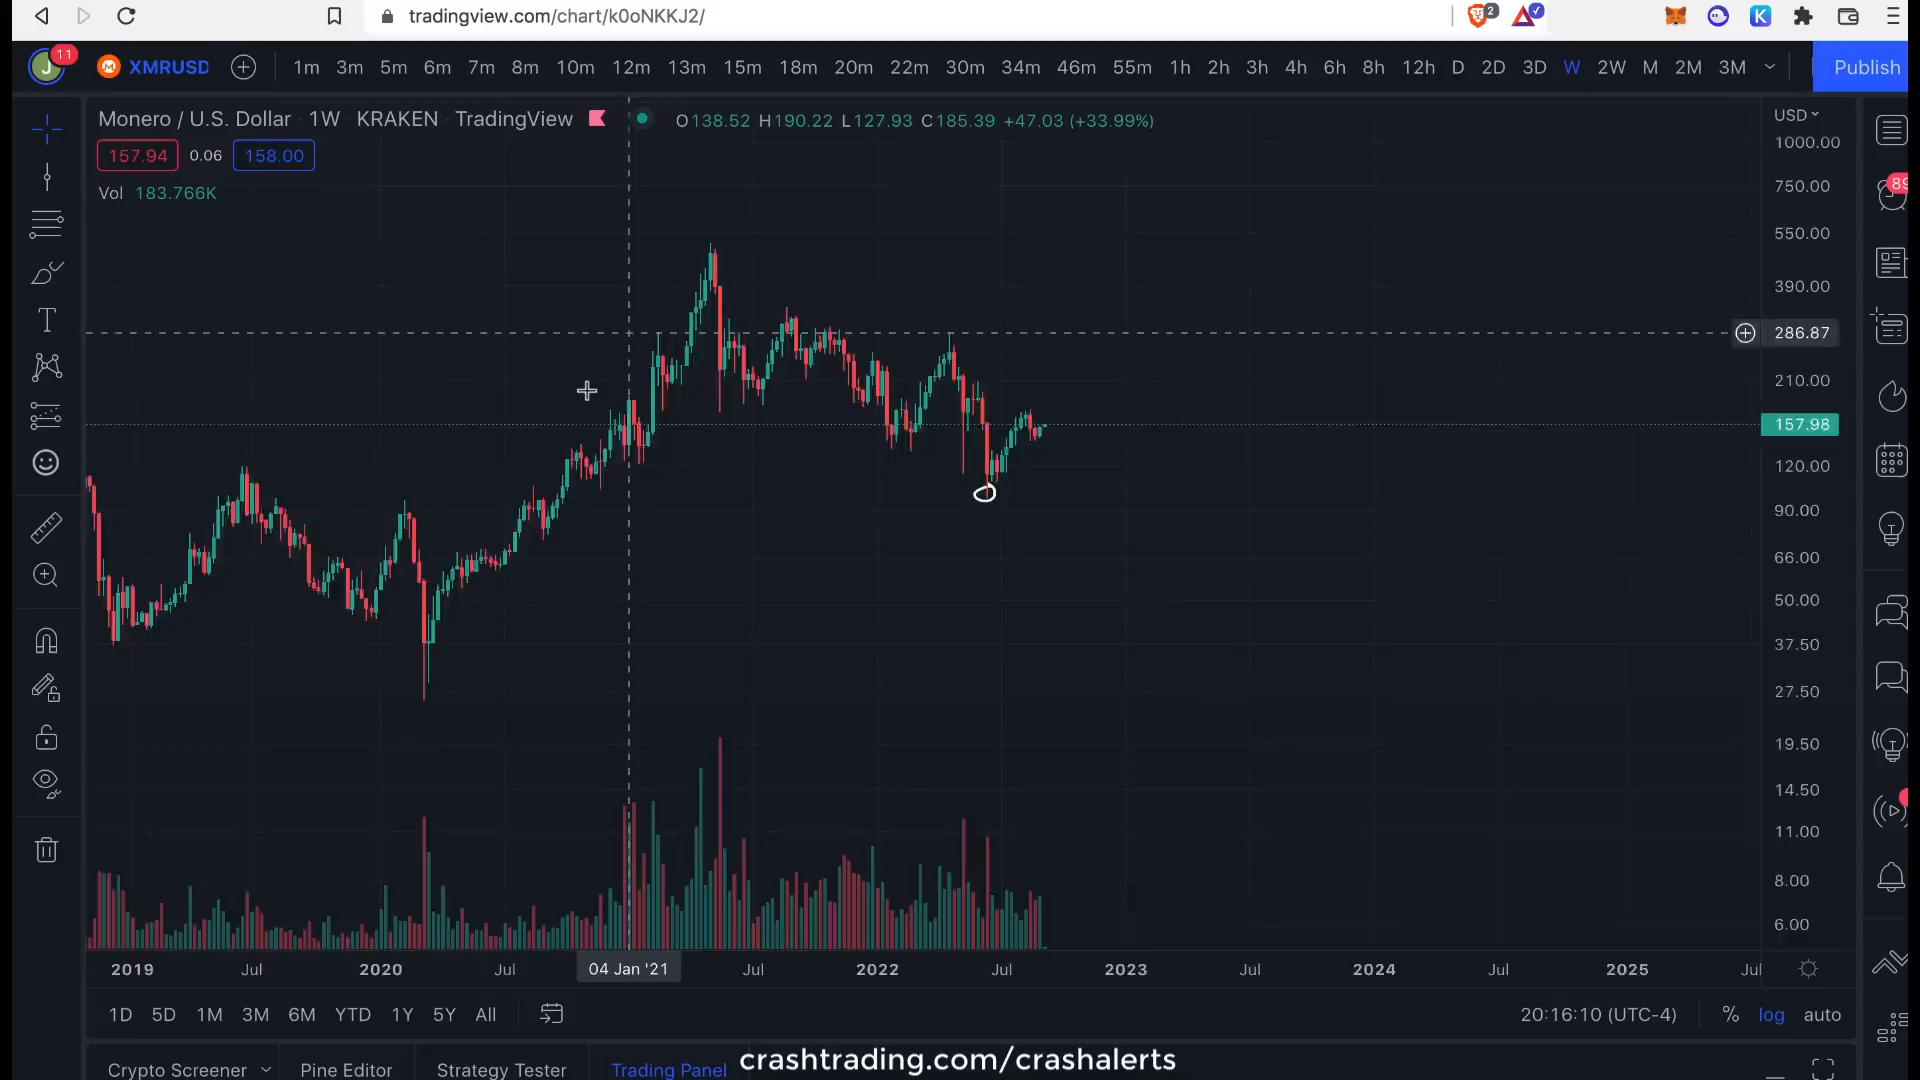 tradingview.com/chart/k0oNKKJ2/
2
K
J
11
XMRUSD
1m 3m 5m 6m 7m 8m 10m 12m 13m 15m 18m 20m 22m 30m 34m 46m 55m 1h 2h 3h 4h 6h 8h 12h D 2D 3D W 2W M 2M 3M
Publish
Monero / U.S. Dollar 1W KRAKEN TradingView
O138.52 H190.22 L127.93 C185.39 +47.03 (+33.99%)
USD
157.94 0.06 158.00
Vol 183.766K
1000.00
750.00
550.00
390.00
286.87
210.00
157.98
120.00
90.00
66.00
50.00
37.50
27.50
19.50
14.50
11.00
8.00
6.00
89
2019 Jul 2020 Jul 04 Jan '21 Jul 2022 Jul 2023 Jul 2024 Jul 2025 Jul
1D 5D 1M 3M 6M YTD 1Y 5Y All
20:16:10 (UTC-4) % log auto
Crypto Screener Pine Editor Strategy Tester Trading Panel
crashtrading.com/crashalerts